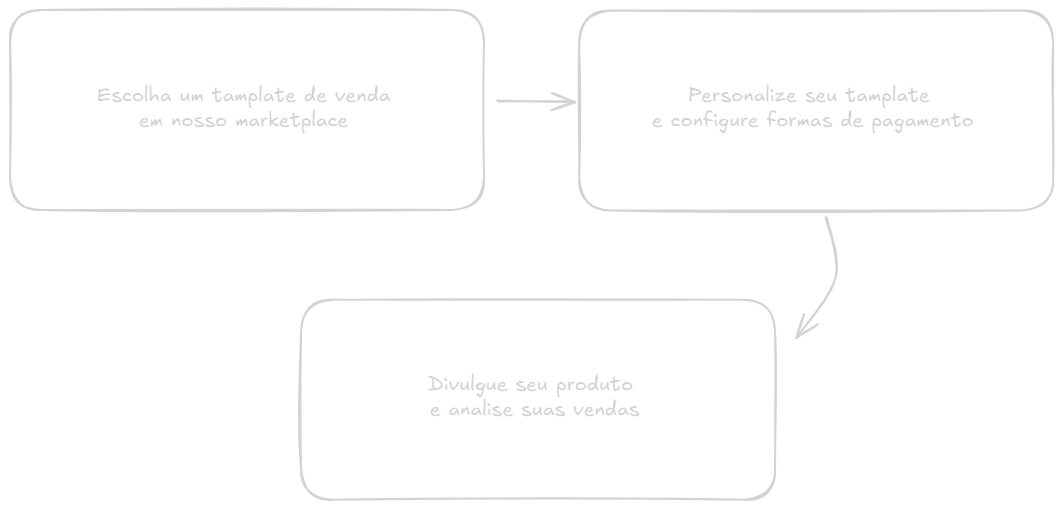 Escolha um tamplate de venda
em nosso marketplace
Personalize seu tamplate
e configure formas de pagamento
Divulgue seu produto
e analise suas vendas